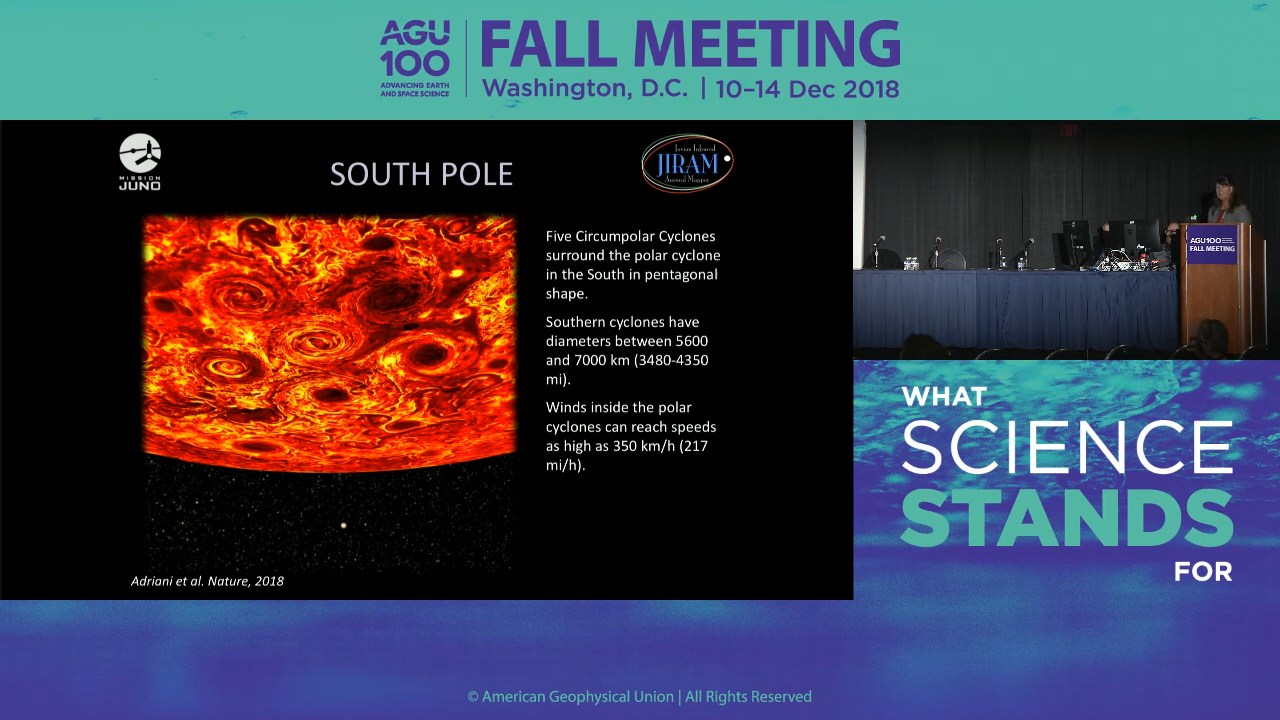 AGU
100
ADVANCING EARTH
AND SPACE SCIENCE
FALL MEETING
Washington, D.C. | 10–14 Dec 2018
MISSION
JUNO
SOUTH POLE
Jovian Infrared
JIRAM
Auroral Mapper
Five Circumpolar Cyclones
surround the polar cyclone
in the South in pentagonal
shape.
Southern cyclones have
diameters between 5600
and 7000 km (3480-4350
mi).
Winds inside the polar
cyclones can reach speeds
as high as 350 km/h (217
mi/h).
Adriani et al. Nature, 2018
AGU100
FALL MEETING
WHAT
SCIENCE
STANDS
FOR
© American Geophysical Union | All Rights Reserved